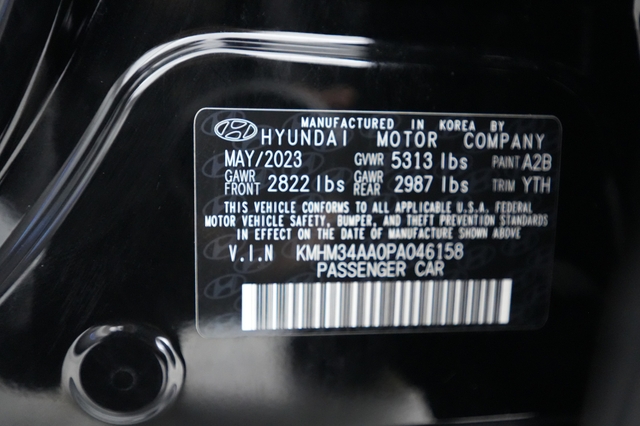 MANUFACTURED IN KOREA BY
HYUNDAI MOTOR COMPANY
MAY/2023 GVWR 5313 lbs PAINT A2B
GAWR FRONT 2822 lbs GAWR REAR 2987 lbs TRIM YTH
THIS VEHICLE CONFORMS TO ALL APPLICABLE U.S.A. FEDERAL
MOTOR VEHICLE SAFETY, BUMPER, AND THEFT PREVENTION STANDARDS
IN EFFECT ON THE DATE OF MANUFACTURE SHOWN ABOVE
V.I.N KMHM34AA0PA046158
PASSENGER CAR